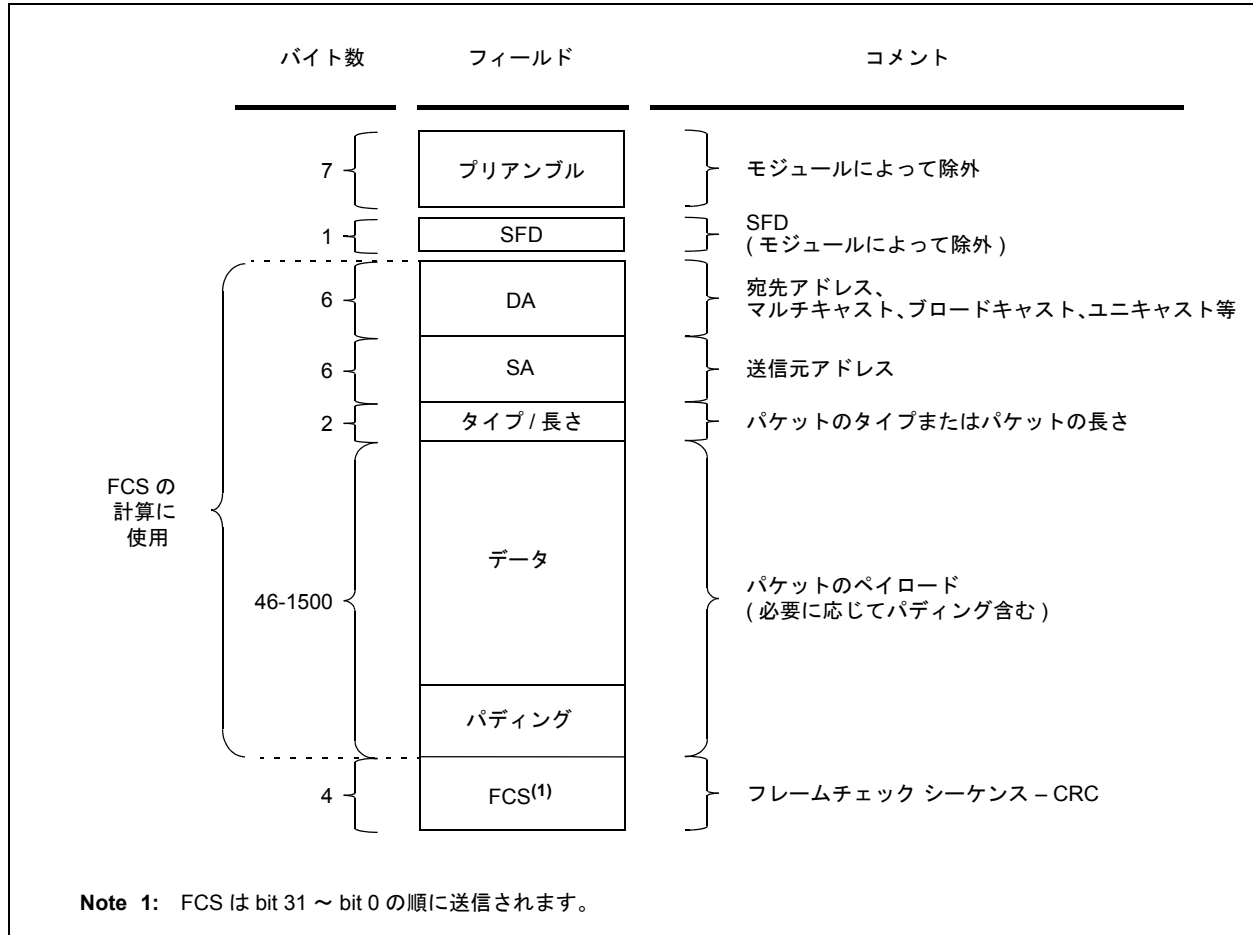 バイト数 フィールド コメント
7 プリアンブル モジュールによって除外
1 SFD SFD
( モジュールによって除外 )
6 DA 宛先アドレス、
マルチキャスト、ブロードキャスト、ユニキャスト等
6 SA 送信元アドレス
2 タイプ / 長さ パケットのタイプまたはパケットの長さ
FCS の
計算に
使用
46-1500 データ パケットのペイロード
( 必要に応じてパディング含む )
パディング
4 FCS(1) フレームチェック シーケンス – CRC
Note 1: FCS は bit 31 ~ bit 0 の順に送信されます。